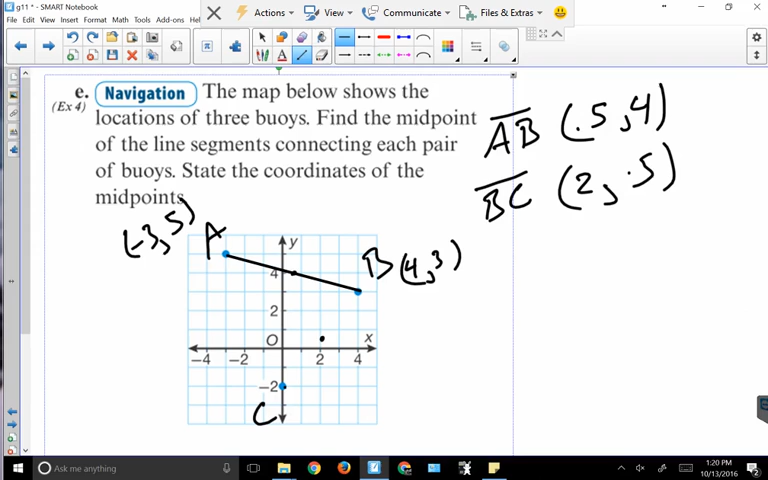 g11 * - SMART Notebook
File Edit View Insert Format Tools Add-ons H
Actions
View
Communicate
Files & Extras
e. Navigation The map below shows the
(Ex 4) locations of three buoys. Find the midpoint
of the line segments connecting each pair
of buoys. State the coordinates of the
midpoints.
AB (.5,4)
BC (2, .5)
(-3,5) A
B (4,3)
y
4
2
O
x
−4 −2 2 4
−2
C
Ask me anything
1:20 PM
10/13/2016